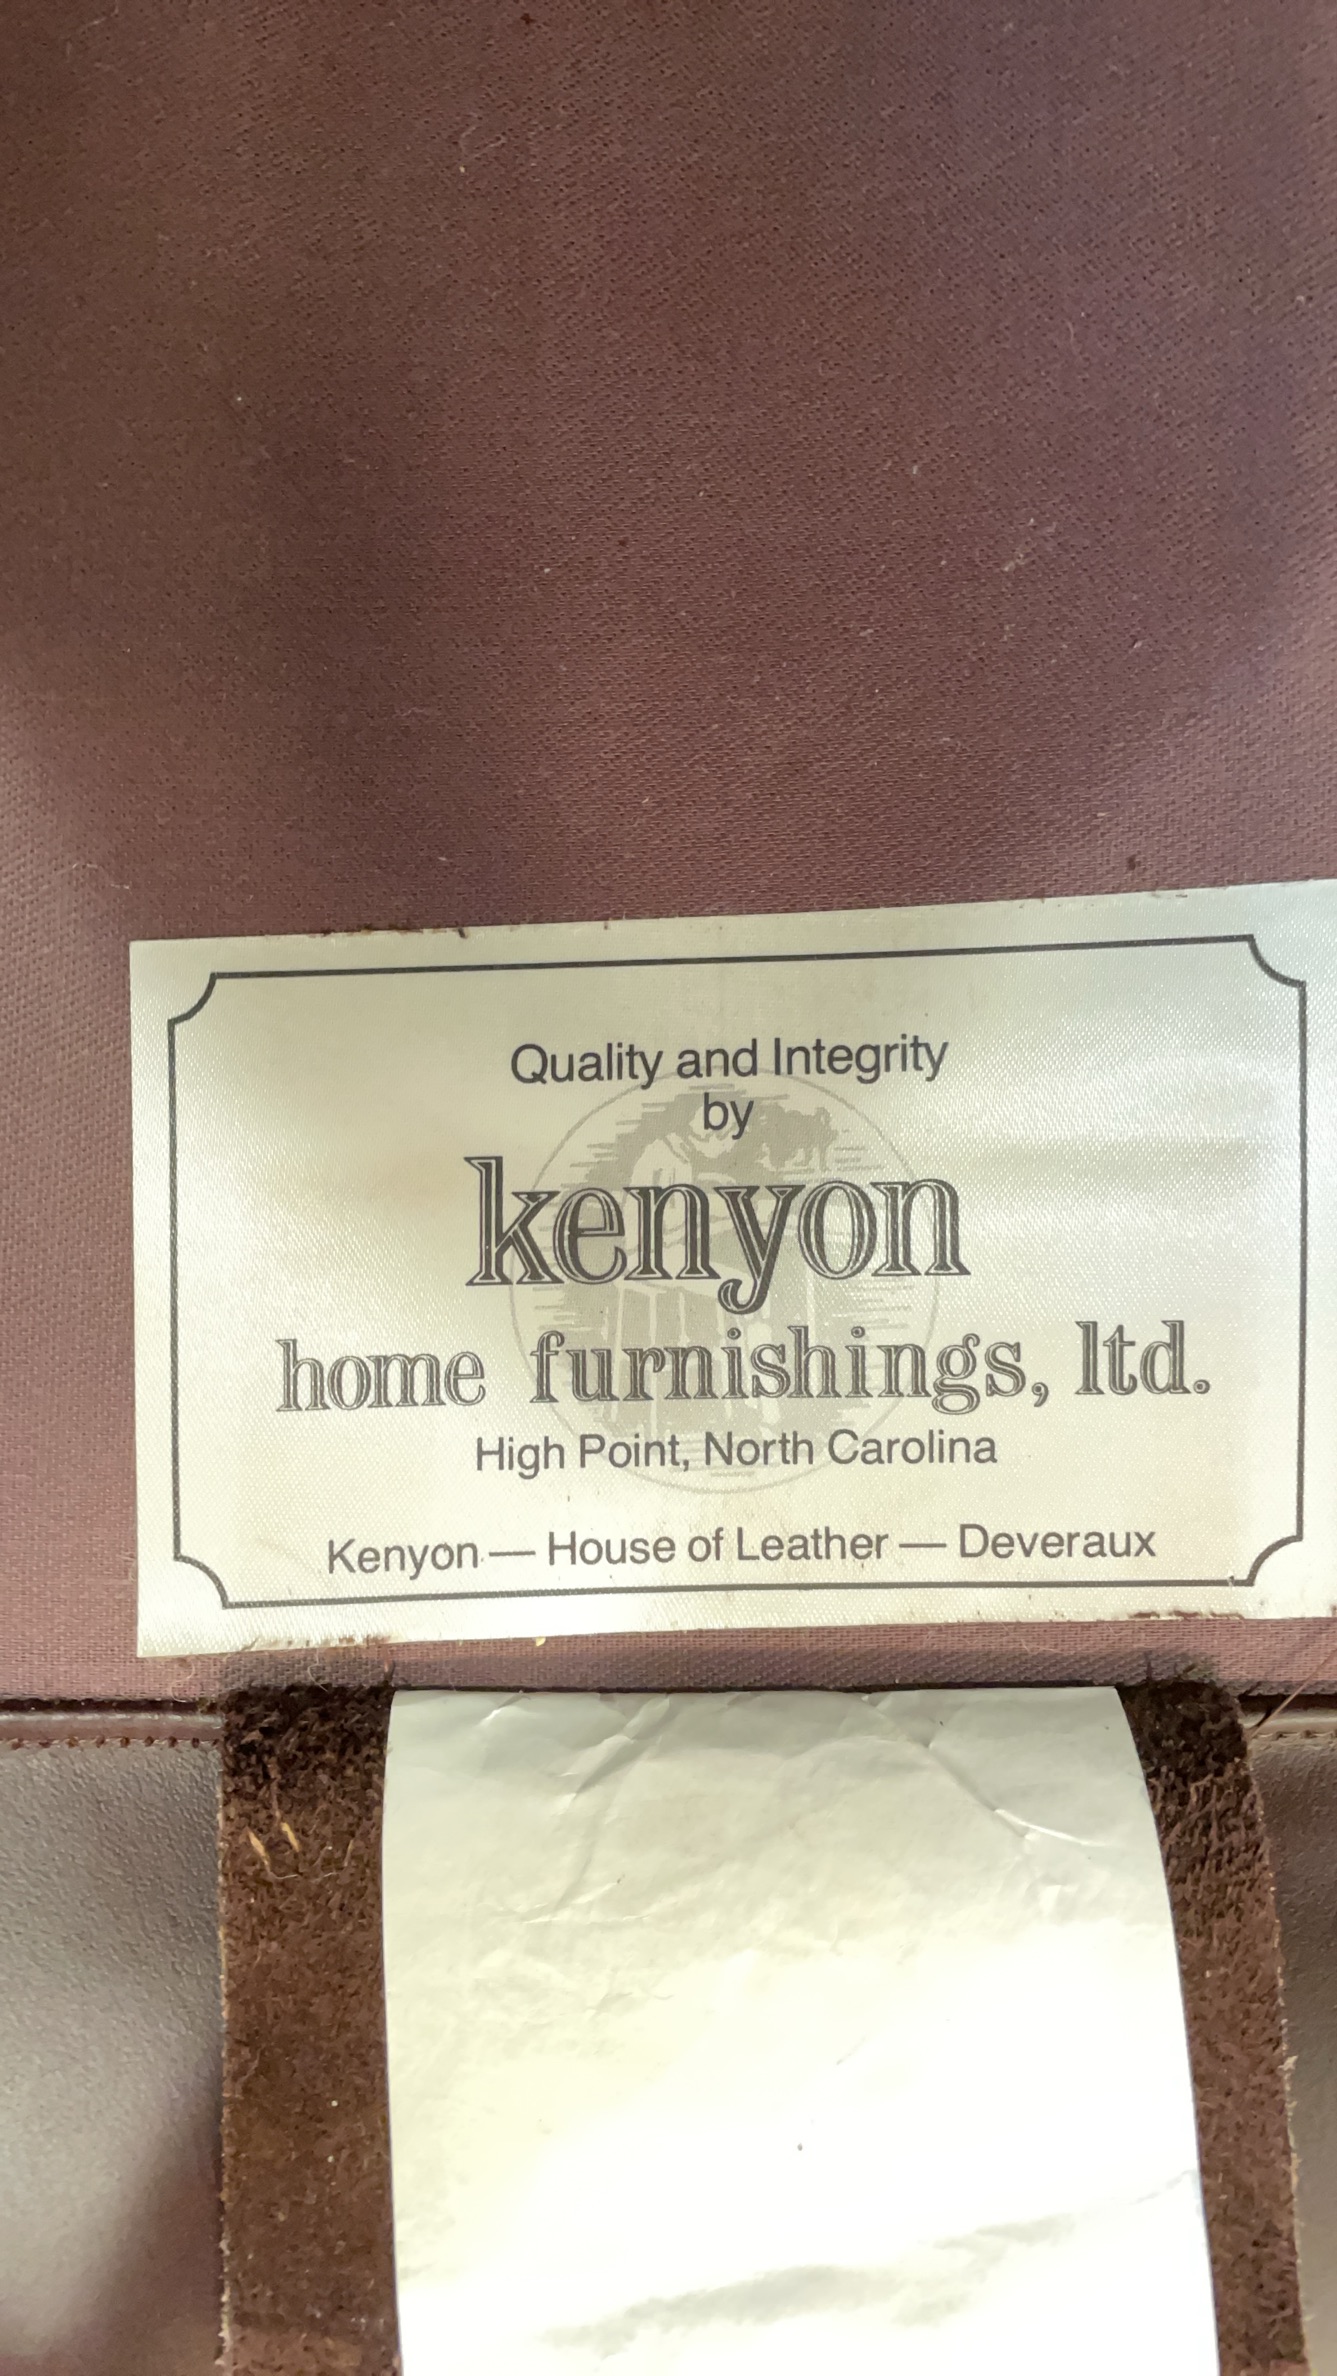 Quality and Integrity
by
kenyon
home furnishings, ltd.
High Point, North Carolina
Kenyon — House of Leather — Deveraux